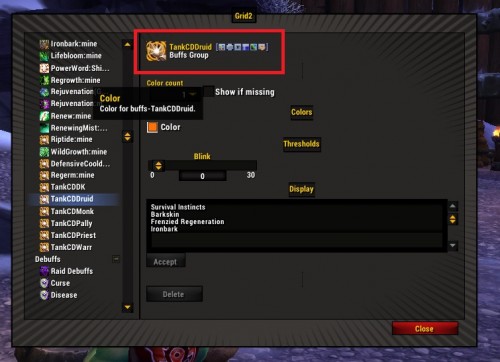 Grid2
Ironbark:mine
Lifebloom:mine
PowerWord:Shi...
Regrowth:mine
Rejuvenation:
Rejuvenation
Renew:mine
RenewingMist:...
Riptide:mine
WildGrowth:mine
DefensiveCoold...
Regerm:mine
TankCDDK
TankCDDruid
TankCDMonk
TankCDPally
TankCDPriest
TankCDWarr
Debuffs
Raid Debuffs
Curse
Disease
TankCDDruid
Buffs Group
Color count
1
Show if missing
Color
Color for buffs-TankCDDruid.
Colors
Color
Thresholds
Blink
0
0
30
Display
Survival Instincts
Barkskin
Frenzied Regeneration
Ironbark
Accept
Delete
Close